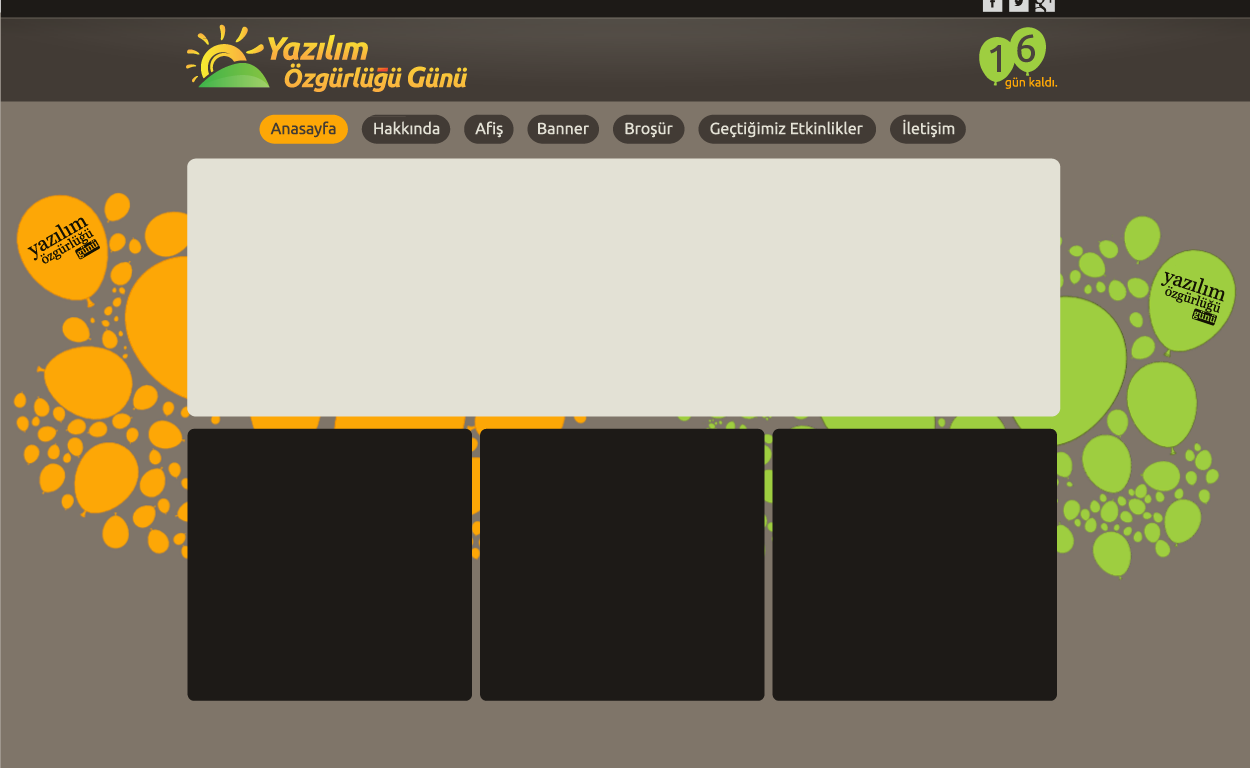 Yazılım
Özgürlüğü Günü
16
gün kaldı.
Anasayfa
Hakkında
Afiş
Banner
Broşür
Geçtiğimiz Etkinlikler
İletişim
yazılım
özgürlüğü
günü
yazılım
özgürlüğü
günü